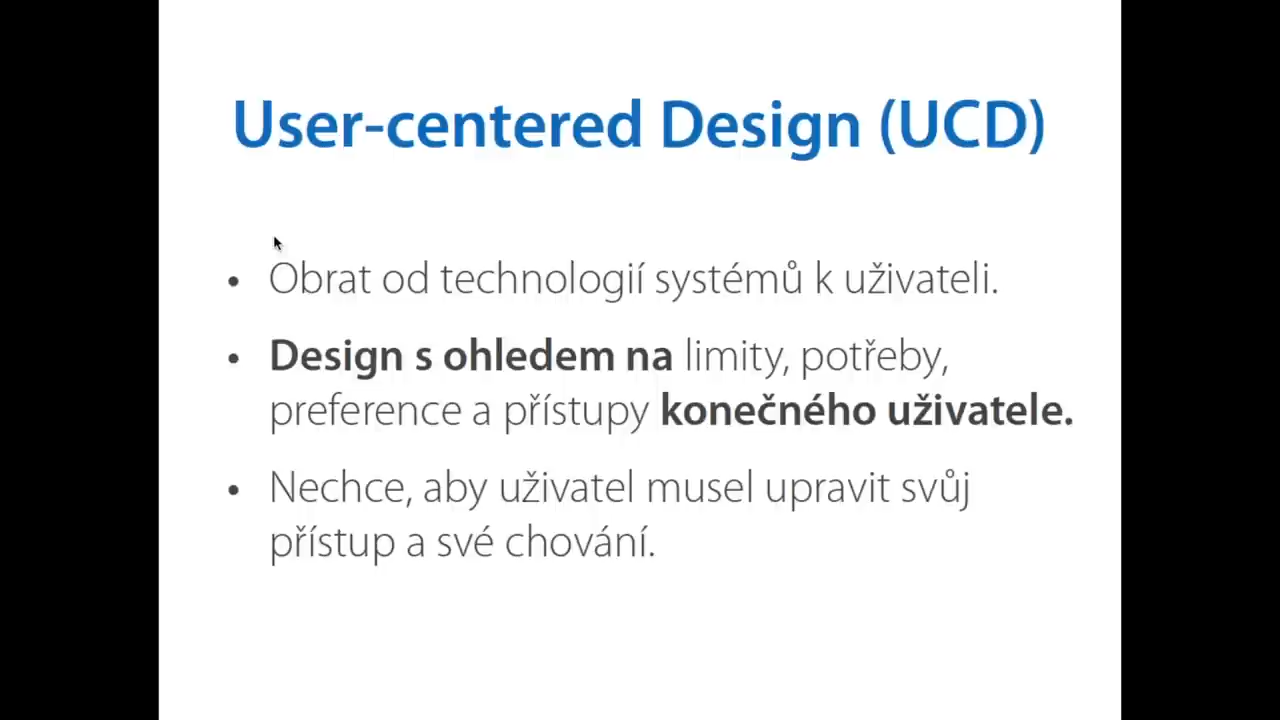 User-centered Design (UCD)
• Obrat od technologií systémů k uživateli.
• Design s ohledem na limity, potřeby,
preference a přístupy konečného uživatele.
• Nechce, aby uživatel musel upravit svůj
přístup a své chování.